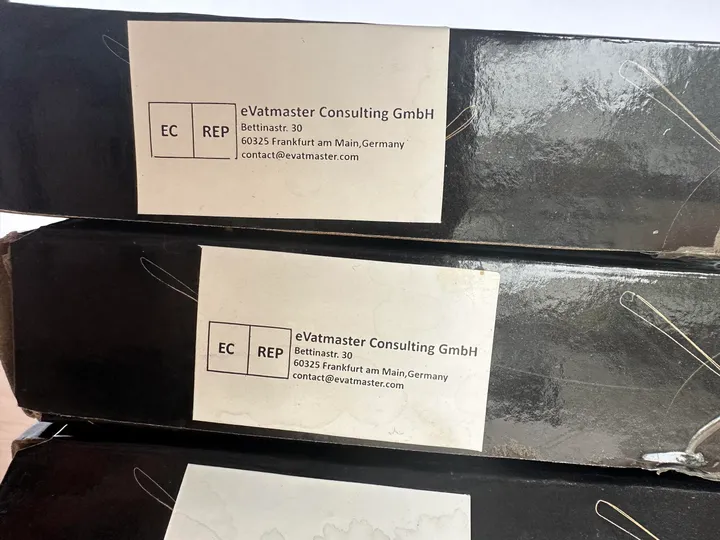 EC REP
eVatmaster Consulting GmbH
Bettinastr. 30
60325 Frankfurt am Main,Germany
contact@evatmaster.com
EC REP
eVatmaster Consulting GmbH
Bettinastr. 30
60325 Frankfurt am Main,Germany
contact@evatmaster.com